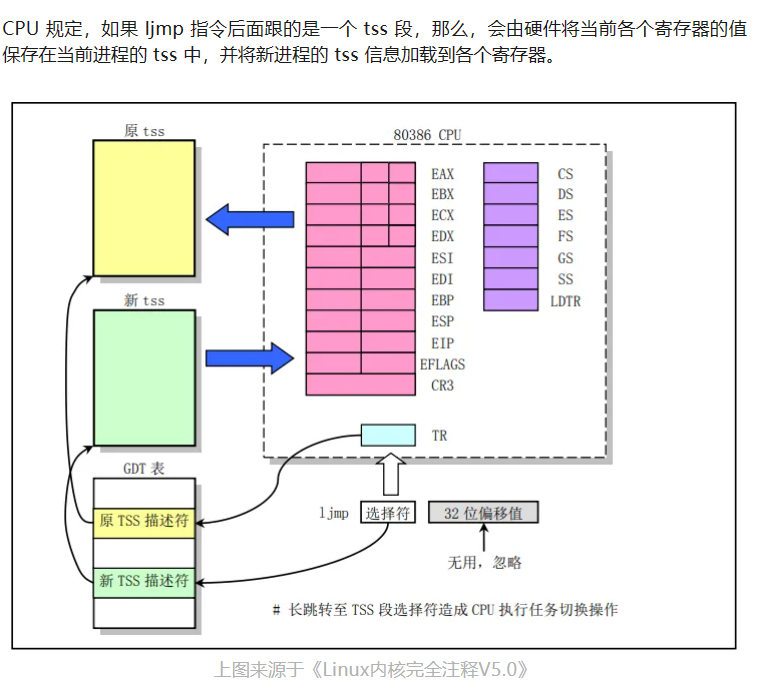 CPU 规定，如果 ljmp 指令后面跟的是一个 tss 段，那么，会由硬件将当前各个寄存器的值
保存在当前进程的 tss 中，并将新进程的 tss 信息加载到各个寄存器。
原 tss
80386 CPU
EAX
CS
EBX
DS
ECX
ES
EDX
FS
ESI
GS
EDI
SS
EBP
LDTR
ESP
EIP
EFLAGS
CR3
新 tss
TR
GDT 表
ljmp
选择符
32 位偏移值
原 TSS 描述符
无用，忽略
新 TSS 描述符
# 长跳转至 TSS 段选择符造成 CPU 执行任务切换操作
上图来源于《Linux内核完全注释V5.0》